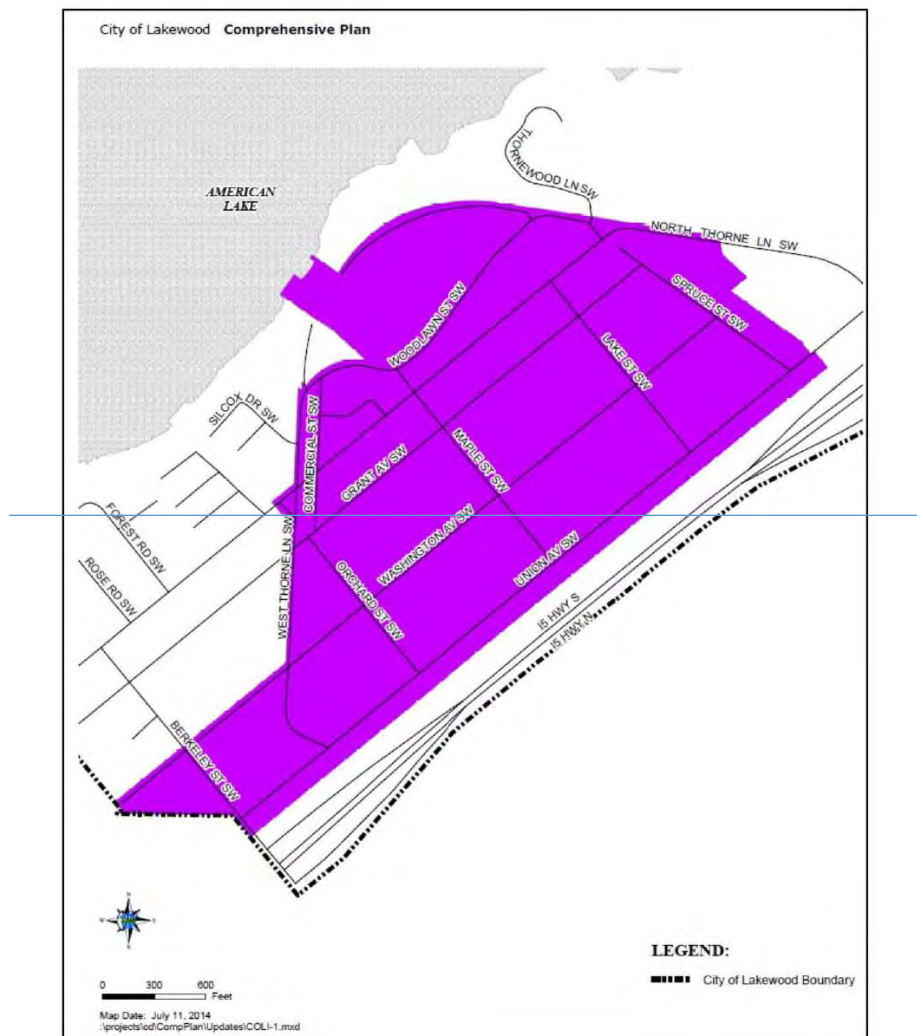 City of Lakewood Comprehensive Plan
AMERICAN
LAKE
THORNEWOOD LN SW
NORTH THORNE LN SW
SPRUCE ST SW
WOODLAWN ST SW
LAKE ST SW
SILCOX DR SW
COMMERCIAL ST SW
GRANT AV SW
MAPLE ST SW
FOREST RD SW
WASHINGTON AV SW
UNION AV SW
ROSE RD SW
WEST THORNE LN SW
ORCHARD ST SW
I5 HWY S
I5 HWY N
BERKELEY ST SW
N
W
E
S
LEGEND:
City of Lakewood Boundary
0 300 600
Feet
Map Date: July 11, 2014
:\projects\cd\CompPlan\Updates\COLI-1.mxd